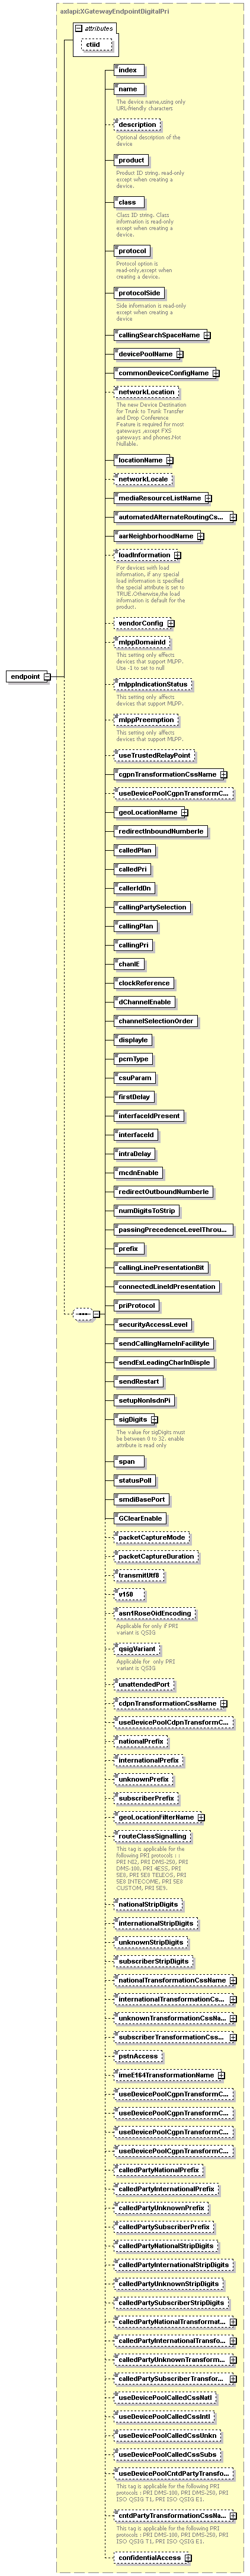 axlapi:XGatewayEndpointDigitalPri
attributes
ctiid
endpoint
index
name
The device name,using only
URL-friendly characters
description
Optional description of the
device
product
Product ID string. read-only
except when creating a
device.
class
Class ID string. Class
information is read-only
except when creating a
device.
protocol
Protocol option is
read-only,except when
creating a device.
protocolSide
Side information is read-only
except when creating a
device
callingSearchSpaceName
devicePoolName
commonDeviceConfigName
networkLocation
The new Device Destination
for Trunk to Trunk Transfer
and Drop Conference
Feature is required for most
gateways ,except FXS
gateways and phones.Not
Nullable.
locationName
networkLocale
mediaResourceListName
automatedAlternateRoutingCs...
aarNeighborhoodName
loadInformation
For devices with load
information, if any special
load information is specified
the special attribute is set to
TRUE.Otherwise,the load
information is default for the
product.
vendorConfig
mlppDomainId
This setting only effects
devices that support MLPP.
Use -1 to set to null
mlppIndicationStatus
This setting only affects
devices that support MLPP.
mlppPreemption
This setting only affects
devices that support MLPP.
useTrustedRelayPoint
cgpnTransformationCssName
useDevicePoolCgpnTransformC...
geoLocationName
redirectInboundNumberIe
calledPlan
calledPri
callerIdDn
callingPartySelection
callingPlan
callingPri
chanIE
clockReference
dChannelEnable
channelSelectionOrder
displayIe
pcmType
csuParam
firstDelay
interfaceIdPresent
interfaceId
intraDelay
mcdnEnable
redirectOutboundNumberIe
numDigitsToStrip
passingPrecedenceLevelThrou...
prefix
callingLinePresentationBit
connectedLineIdPresentation
priProtocol
securityAccessLevel
sendCallingNameInFacilityIe
sendExLeadingCharInDispIe
sendRestart
setupNonIsdnPi
sigDigits
The value for sigDigits must
be between 0 to 32. enable
attribute is read only
span
statusPoll
smdiBasePort
GClearEnable
packetCaptureMode
packetCaptureDuration
transmitUtf8
v150
asn1RoseOidEncoding
Applicable for only if PRI
variant is QSIG
qsigVariant
Applicable for only PRI
variant is QSIG
unattendedPort
cdpnTransformationCssName
useDevicePoolCdpnTransformC...
nationalPrefix
internationalPrefix
unknownPrefix
subscriberPrefix
geoLocationFilterName
routeClassSignalling
This tag is applicable for the
following PRI protocols : :
PRI NI2, PRI DMS-250, PRI
DMS-100, PRI 4ESS, PRI
5E8, PRI 5E8 TELEOS, PRI
5E8 INTECOME, PRI 5E8
CUSTOM, PRI 5E9.
nationalStripDigits
internationalStripDigits
unknownStripDigits
subscriberStripDigits
nationalTransformationCssName
internationalTransformationCs...
unknownTransformationCssNa...
subscriberTransformationCss...
pstnAccess
imeE164TransformationName
useDevicePoolCgpnTransformC...
useDevicePoolCgpnTransformC...
useDevicePoolCgpnTransformC...
useDevicePoolCgpnTransformC...
calledPartyNationalPrefix
calledPartyInternationalPrefix
calledPartyUnknownPrefix
calledPartySubscriberPrefix
calledPartyNationalStripDigits
calledPartyInternationalStripDigits
calledPartyUnknownStripDigits
calledPartySubscriberStripDigits
calledPartyNationalTransformat...
calledPartyInternationalTransfo...
calledPartyUnknownTransform...
calledPartySubscriberTransfor...
useDevicePoolCalledCssNatl
useDevicePoolCalledCssIntl
useDevicePoolCalledCssUnkn
useDevicePoolCalledCssSubs
useDevicePoolCntdPartyTransfo...
This tag is applicable for the following PRI
protocols : PRI DMS-100, PRI DMS-250, PRI
ISO QSIG T1, PRI ISO QSIG E1.
cntdPartyTransformationCssNa...
This tag is applicable for the following PRI
protocols : PRI DMS-100, PRI DMS-250, PRI
ISO QSIG T1, PRI ISO QSIG E1.
confidentialAccess